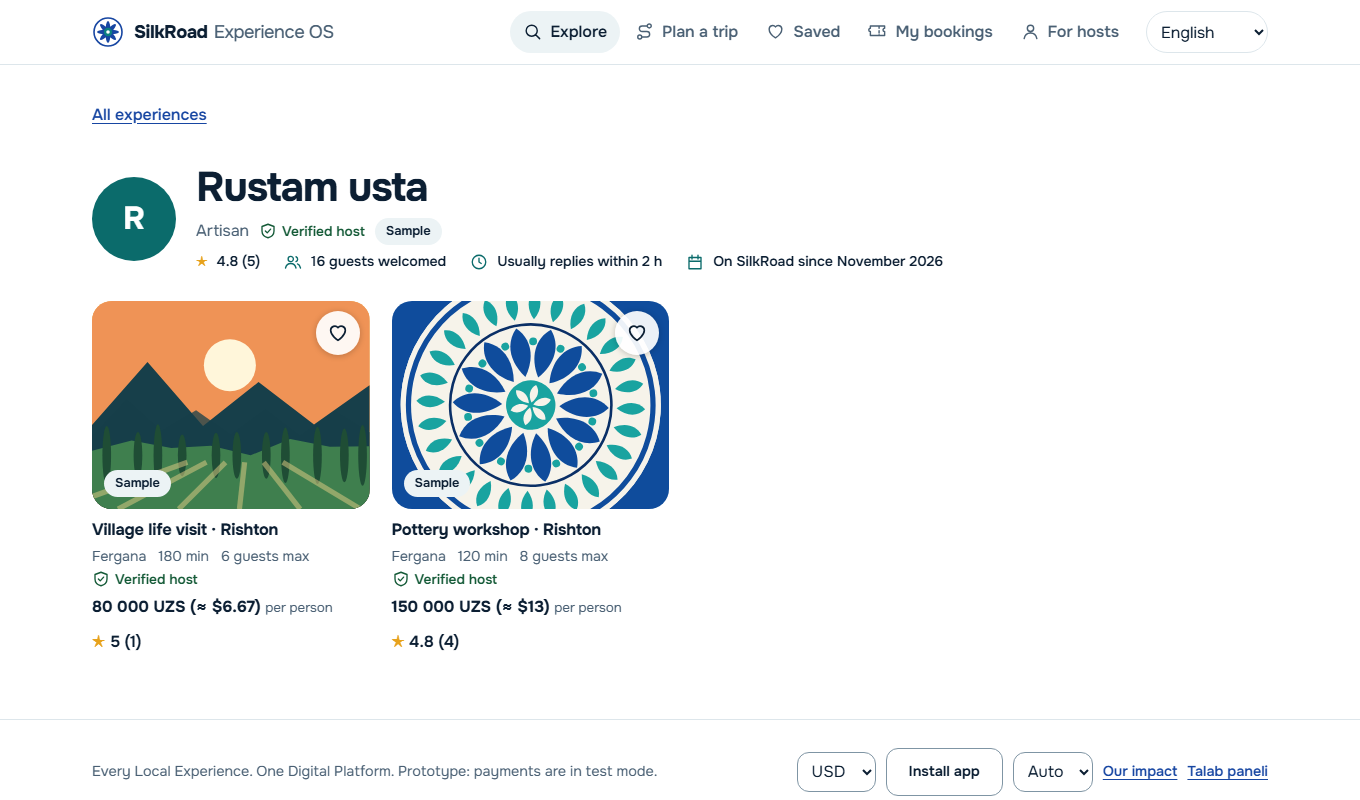 SilkRoad Experience OS
Explore
Plan a trip
Saved
My bookings
For hosts
English
All experiences
R
Rustam usta
Artisan Verified host Sample
★ 4.8 (5) 16 guests welcomed Usually replies within 2 h On SilkRoad since November 2026
Sample
Village life visit · Rishton
Fergana 180 min 6 guests max
Verified host
80 000 UZS (≈ $6.67) per person
★ 5 (1)
Sample
Pottery workshop · Rishton
Fergana 120 min 8 guests max
Verified host
150 000 UZS (≈ $13) per person
★ 4.8 (4)
Every Local Experience. One Digital Platform. Prototype: payments are in test mode.
USD
Install app
Auto
Our impact
Talab paneli